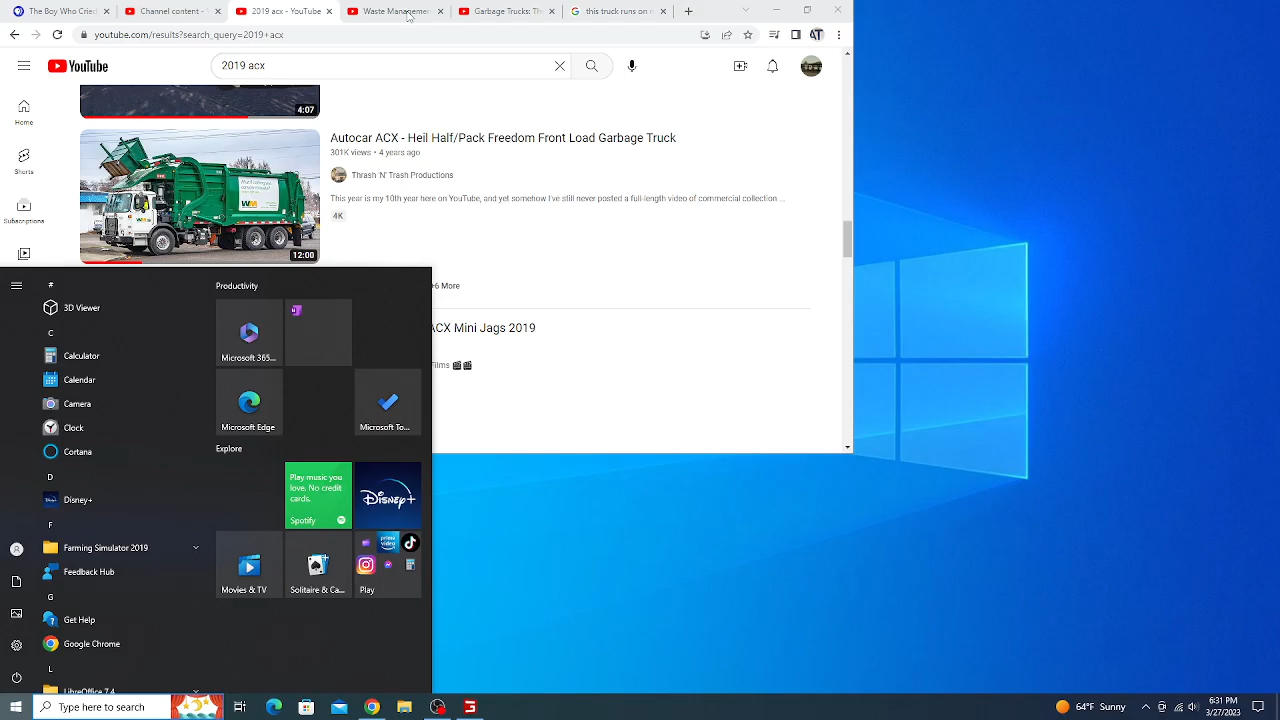 The Boy Who Cried
Channel content -
2019 acx - YouTube
Waste Managemen
Garbage Trucks: Th
this truck runs on n
youtube.com/results?search_query=2019+acx
AT
YouTube
2019 acx
Home
Shorts
Subscriptions
4:07
Autocar ACX - Heil Half/Pack Freedom Front Load Garbage Truck
301K views • 4 years ago
Thrash 'N' Trash Productions
This year is my 10th year here on YouTube, and yet somehow I've still never posted a full-length video of commercial collection ...
4K
WM
12:00
+6 More
ACX Mini Jags 2019
Films
#
3D Viewer
C
Calculator
Calendar
Camera
Clock
Cortana
D
Disney+
F
Farming Simulator 2019
Feedback Hub
G
Get Help
Google Chrome
L
LibreOffice 7.4
Productivity
Microsoft 365...
Microsoft Edge
Microsoft To...
Explore
Play music you
love. No credit
cards.
Spotify
Disney+
Movies & TV
Solitaire & Ca...
prime video
Play
Type here to search
64°F Sunny
6:31 PM
3/27/2023